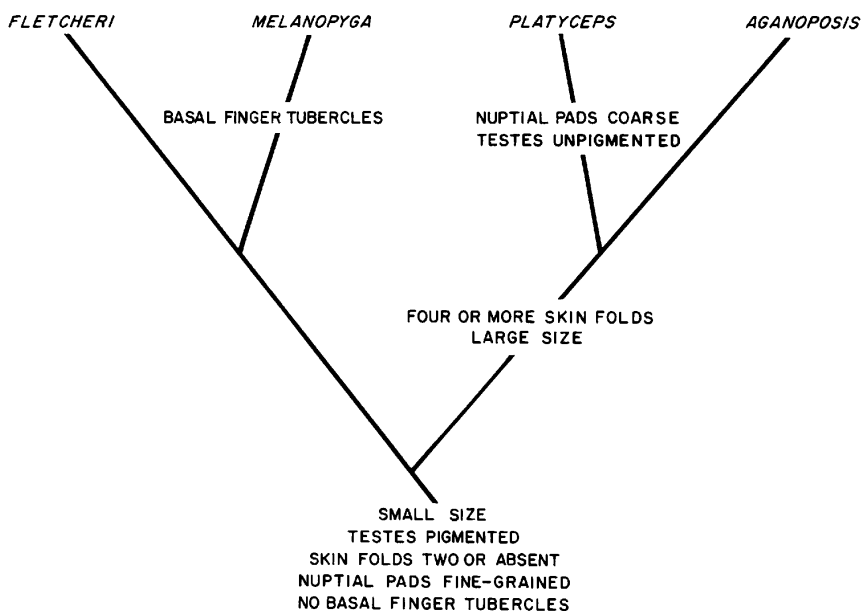 FLETCHERI MELANOPYGA PLATYCEPS AGANOPOSIS
BASAL FINGER TUBERCLES
NUPTIAL PADS COARSE
TESTES UNPIGMENTED
FOUR OR MORE SKIN FOLDS
LARGE SIZE
SMALL SIZE
TESTES PIGMENTED
SKIN FOLDS TWO OR ABSENT
NUPTIAL PADS FINE-GRAINED
NO BASAL FINGER TUBERCLES